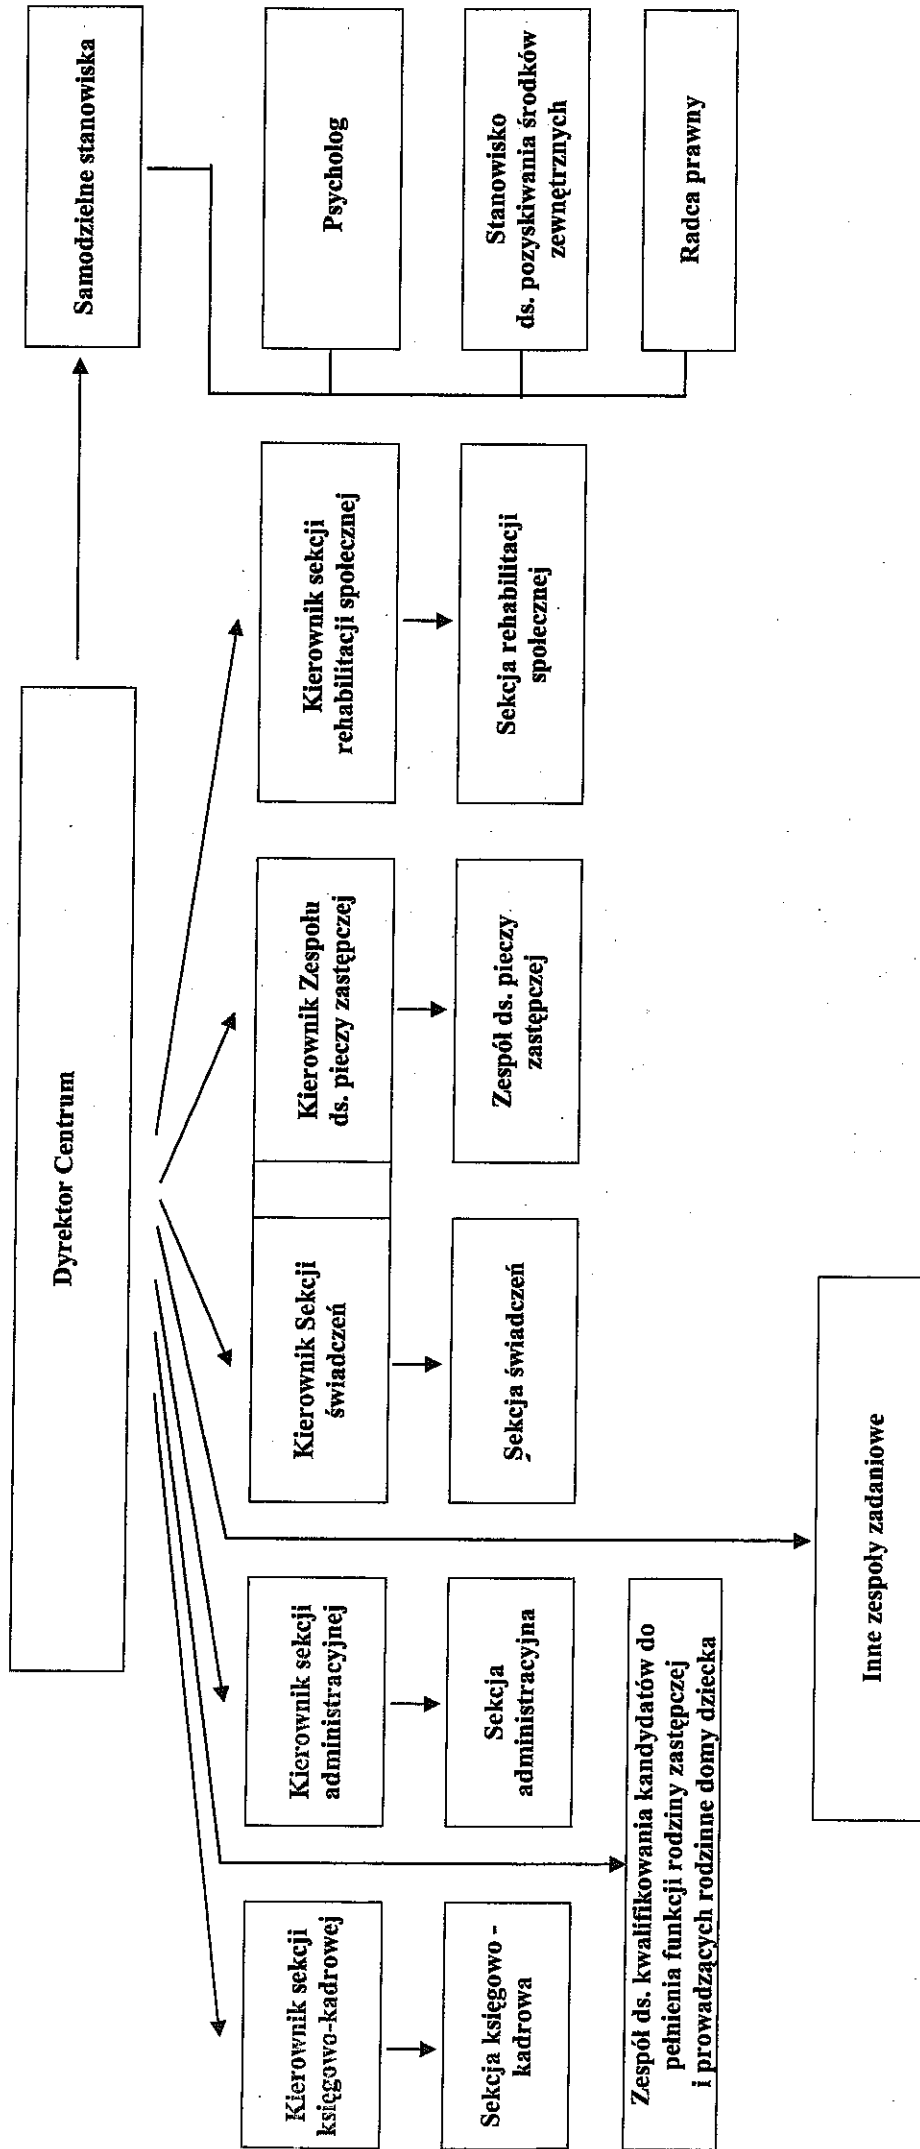 Dyrektor Centrum
Samodzielne stanowiska
Kierownik sekcji
księgowo-kadrowej
Kierownik sekcji
administracyjnej
Kierownik Sekcji
świadczeń
Kierownik Zespołu
ds. pieczy zastępczej
Kierownik sekcji
rehabilitacji społecznej
Psycholog
Sekcja księgowo -
kadrowa
Sekcja
administracyjna
Sekcja świadczeń
Zespół ds. pieczy
zastępczej
Sekcja rehabilitacji
społecznej
Stanowisko
ds. pozyskiwania środków
zewnętrznych
Zespół ds. kwalifikowania kandydatów do
pełnienia funkcji rodziny zastępczej
i prowadzących rodzinne domy dziecka
Radca prawny
Inne zespoły zadaniowe